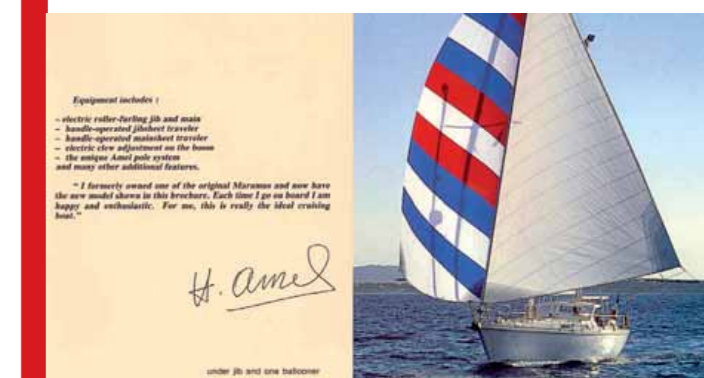 Equipment includes :
– electric roller-furling jib and main
– handle-operated jibsheet traveler
– handle-operated mainsheet traveler
– electric clew adjustment on the boom
– the unique Amel pole system
and many other additional features.
" I formerly owned one of the original Maramus and now have
the new model shown in this brochure. Each time I go on board I am
happy and enthusiastic. For me, this is really the ideal cruising
boat."
H. Amel
under jib and one ballooner